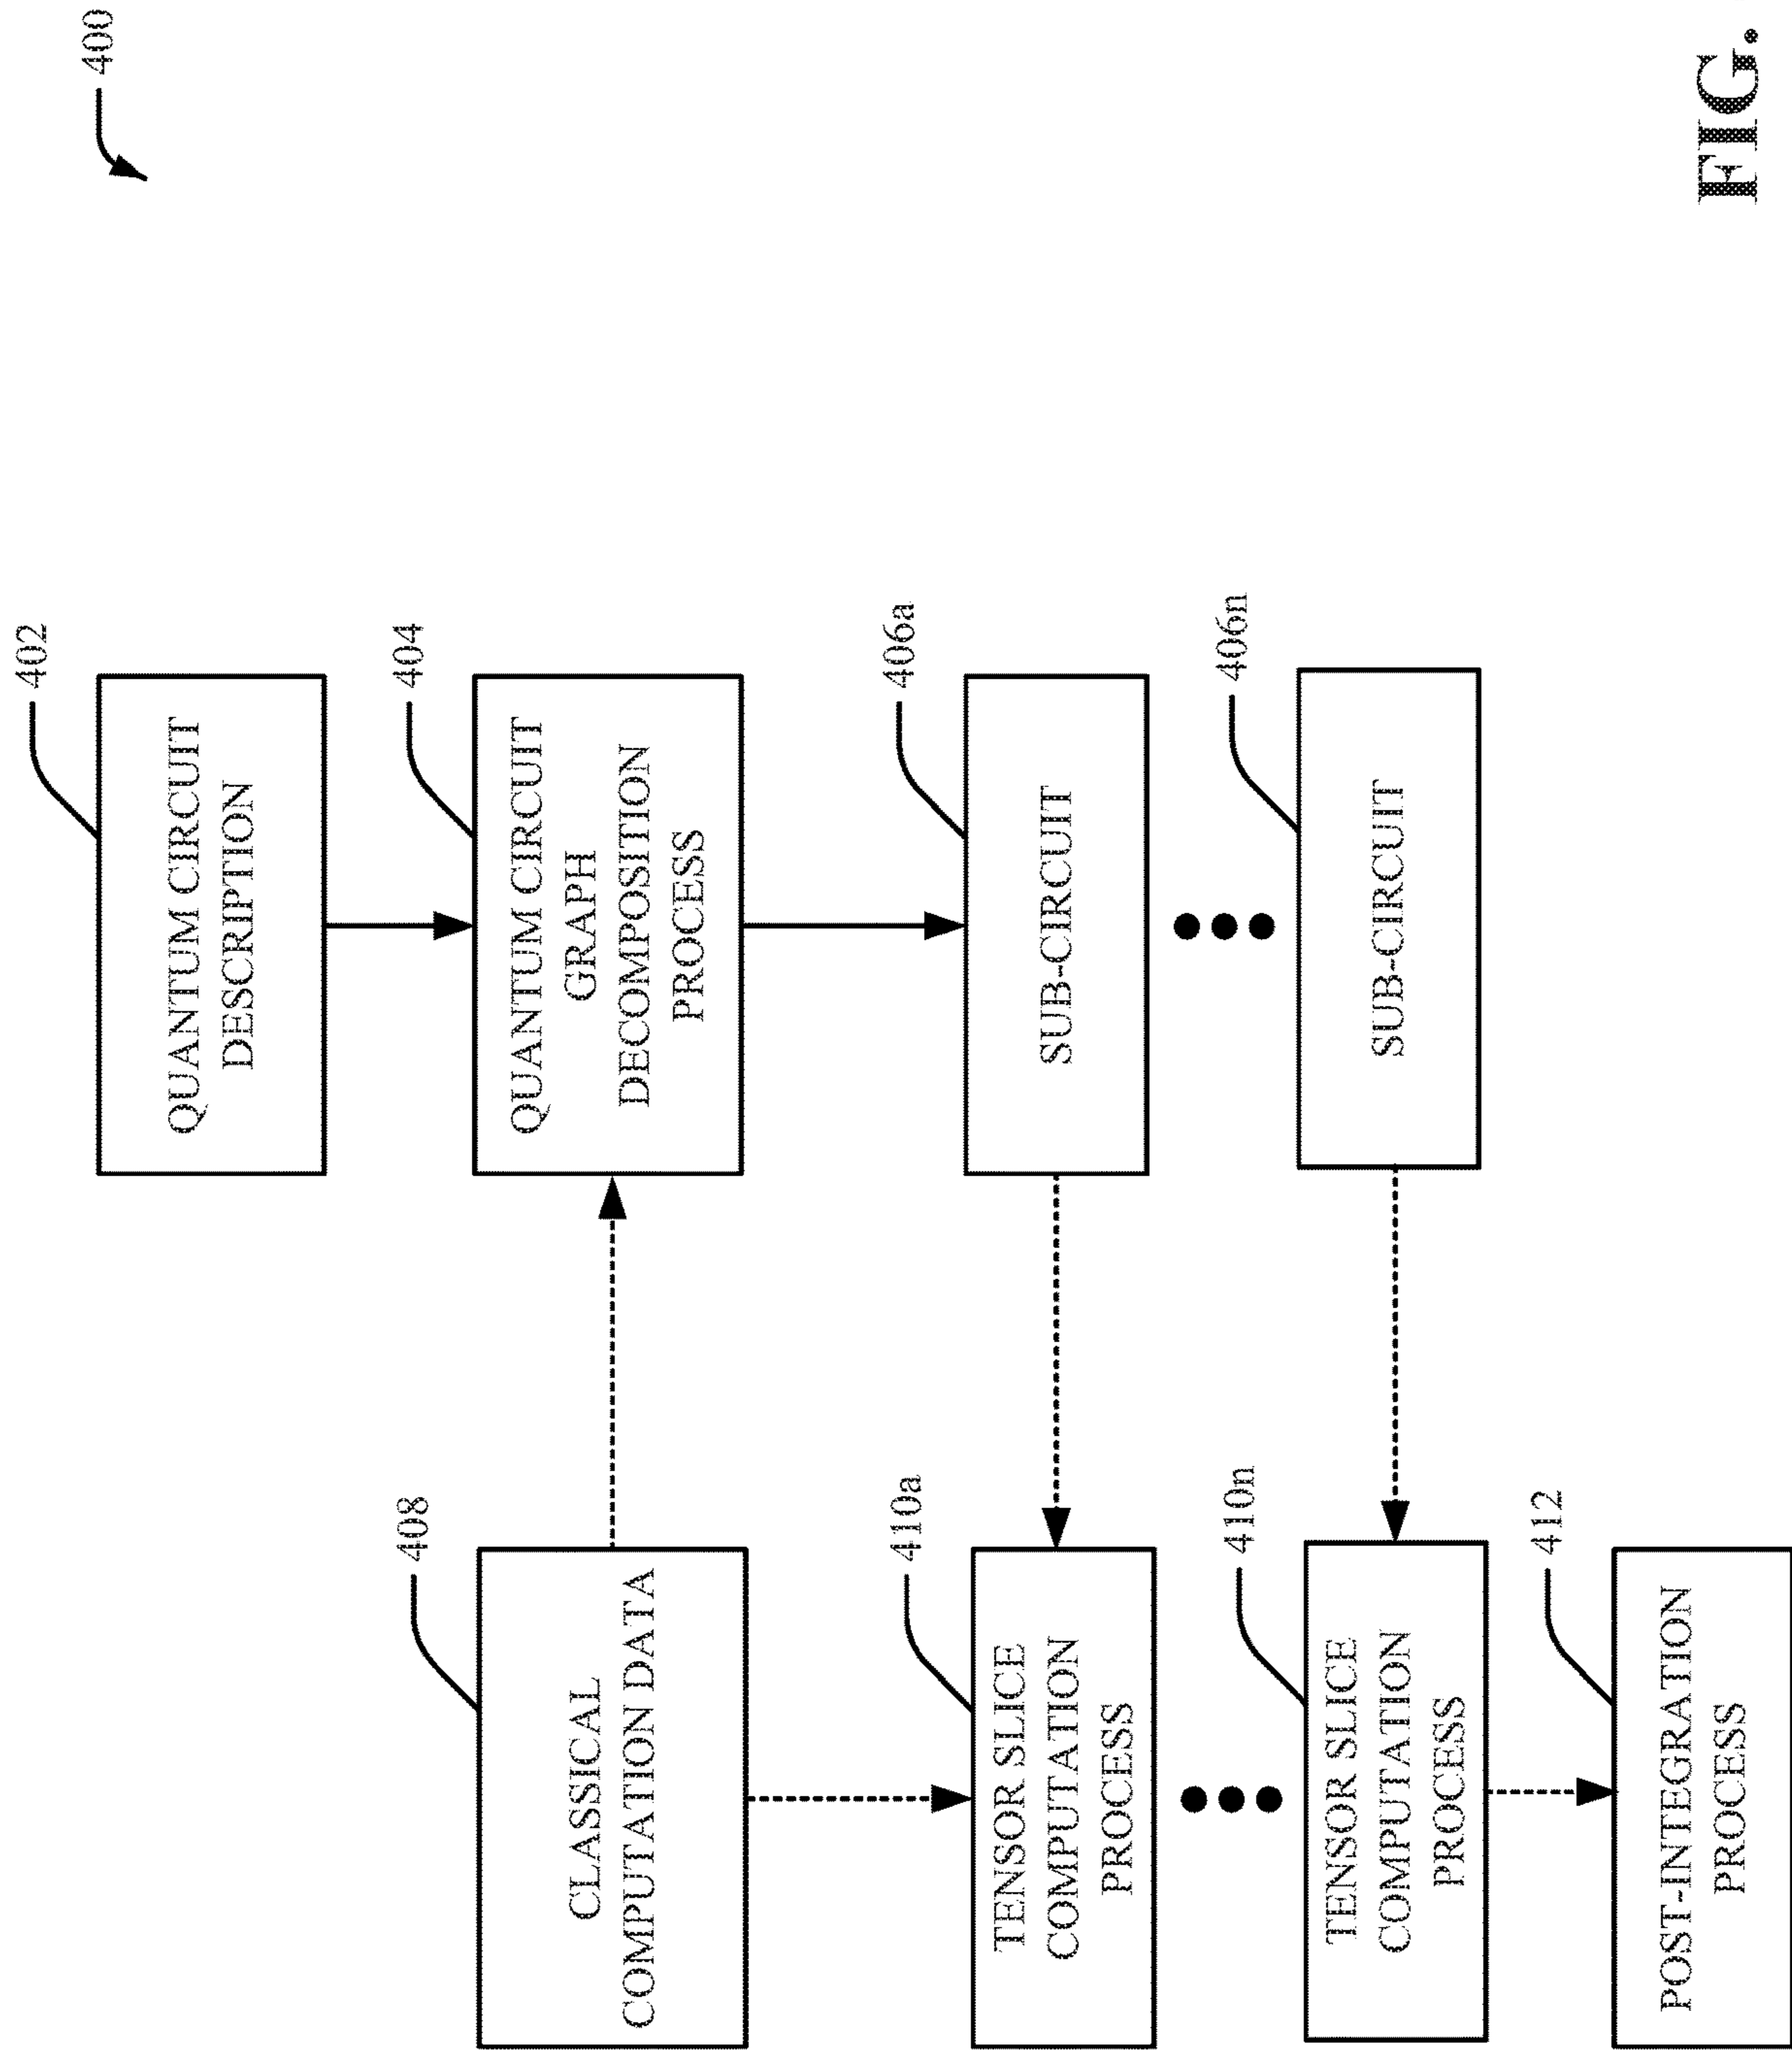 400
402
QUANTUM CIRCUIT
DESCRIPTION
404
QUANTUM CIRCUIT
GRAPH
DECOMPOSITION
PROCESS
406a
SUB-CIRCUIT
406n
SUB-CIRCUIT
408
CLASSICAL
COMPUTATION DATA
410a
TENSOR SLICE
COMPUTATION
PROCESS
410n
TENSOR SLICE
COMPUTATION
PROCESS
412
POST-INTEGRATION
PROCESS
FIG.